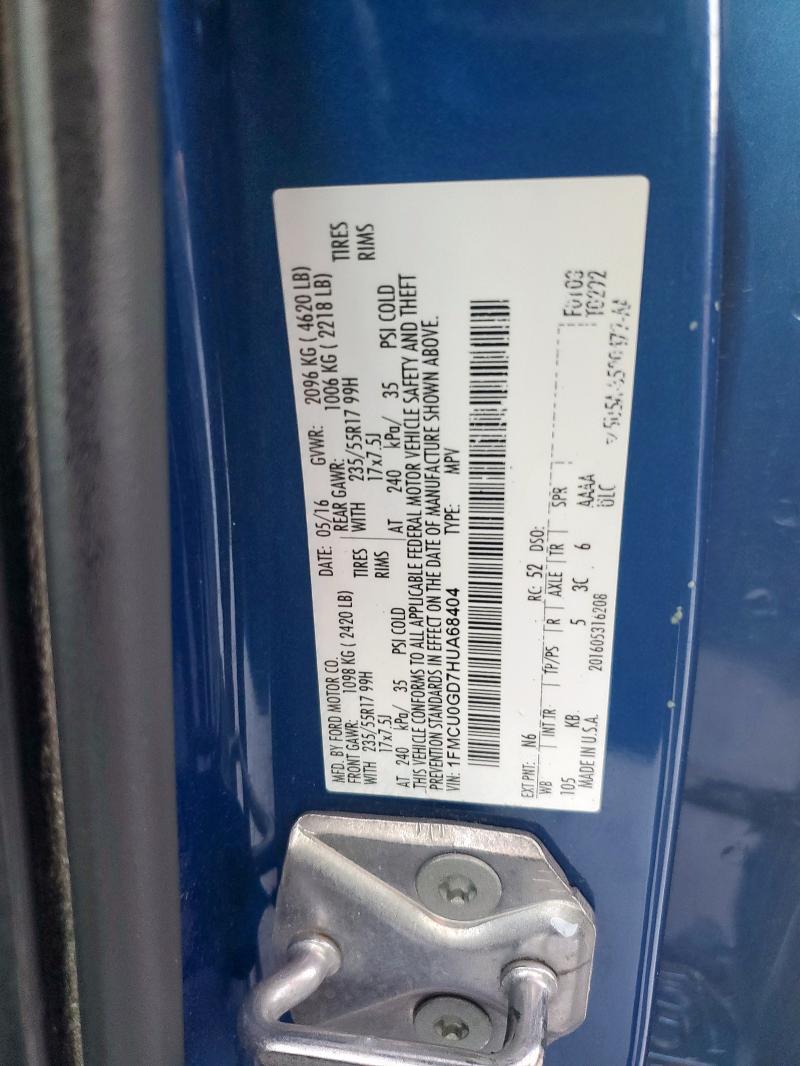 MFD. BY FORD MOTOR CO.
DATE: 05/16 GVWR: 2096 KG ( 4620 LB)
FRONT GAWR: 1098 KG ( 2420 LB)
REAR GAWR: 1006 KG ( 2218 LB)
WITH 235/55R17 99H TIRES
WITH 235/55R17 99H TIRES
17x7.5J RIMS
17x7.5J RIMS
AT 240 kPa/ 35 PSI COLD
AT 240 kPa/ 35 PSI COLD
THIS VEHICLE CONFORMS TO ALL APPLICABLE FEDERAL MOTOR VEHICLE SAFETY AND THEFT
PREVENTION STANDARDS IN EFFECT ON THE DATE OF MANUFACTURE SHOWN ABOVE.
VIN: 1FMCU0GD7HUA68404 TYPE: MPV
EXT PNT: N6 RC: 52 DSO:
WB INT TR TP/PS R AXLE TR SPR
105 KB 5 3C 6 AAAA
MADE IN U.S.A. 201605316208 ULC